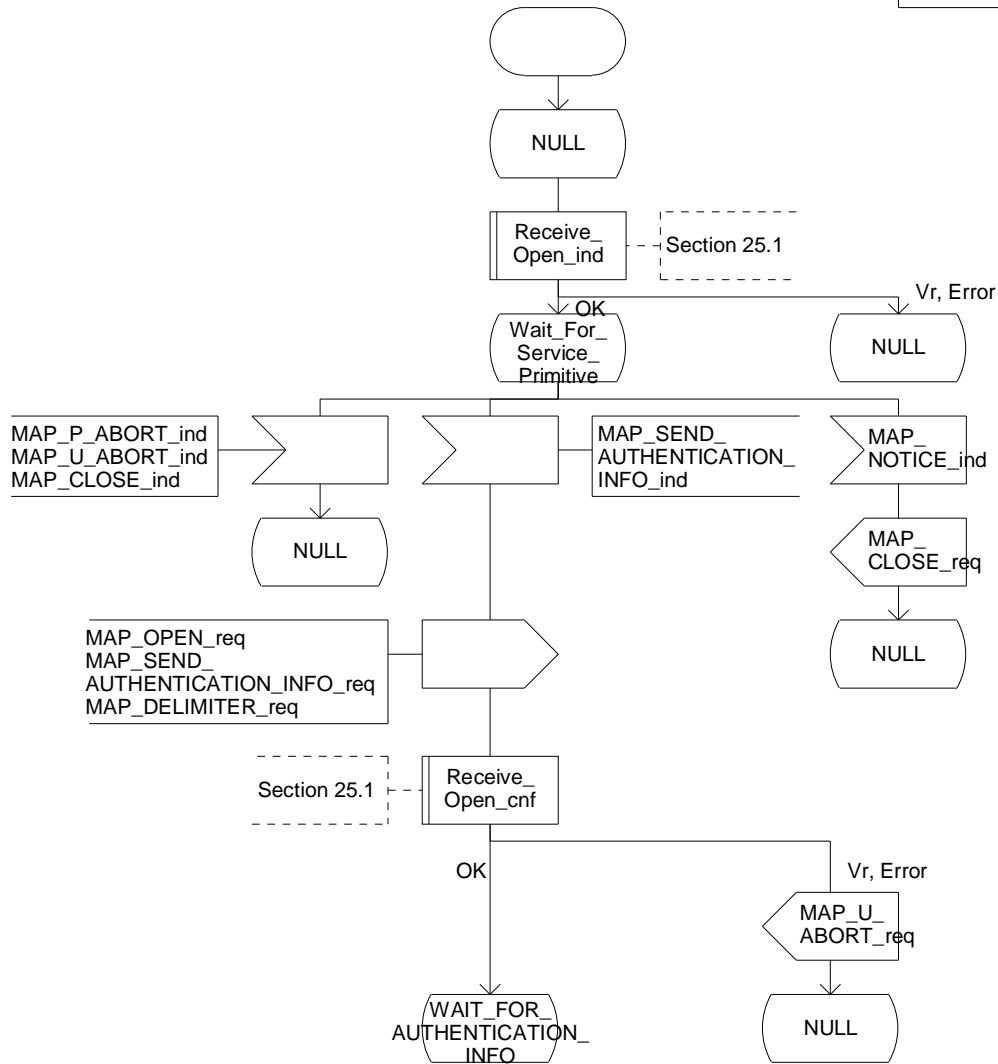 NULL
Receive_
Open_ind
Section 25.1
Vr, Error
OK
Wait_For_
Service_
Primitive
NULL
MAP_P_ABORT_ind
MAP_U_ABORT_ind
MAP_CLOSE_ind
MAP_SEND_
AUTHENTICATION_
INFO_ind
MAP_
NOTICE_ind
NULL
MAP_
CLOSE_req
MAP_OPEN_req
MAP_SEND_
AUTHENTICATION_INFO_req
MAP_DELIMITER_req
NULL
Section 25.1
Receive_
Open_cnf
OK
Vr, Error
MAP_U_
ABORT_req
WAIT_FOR_
AUTHENTICATION_
INFO
NULL